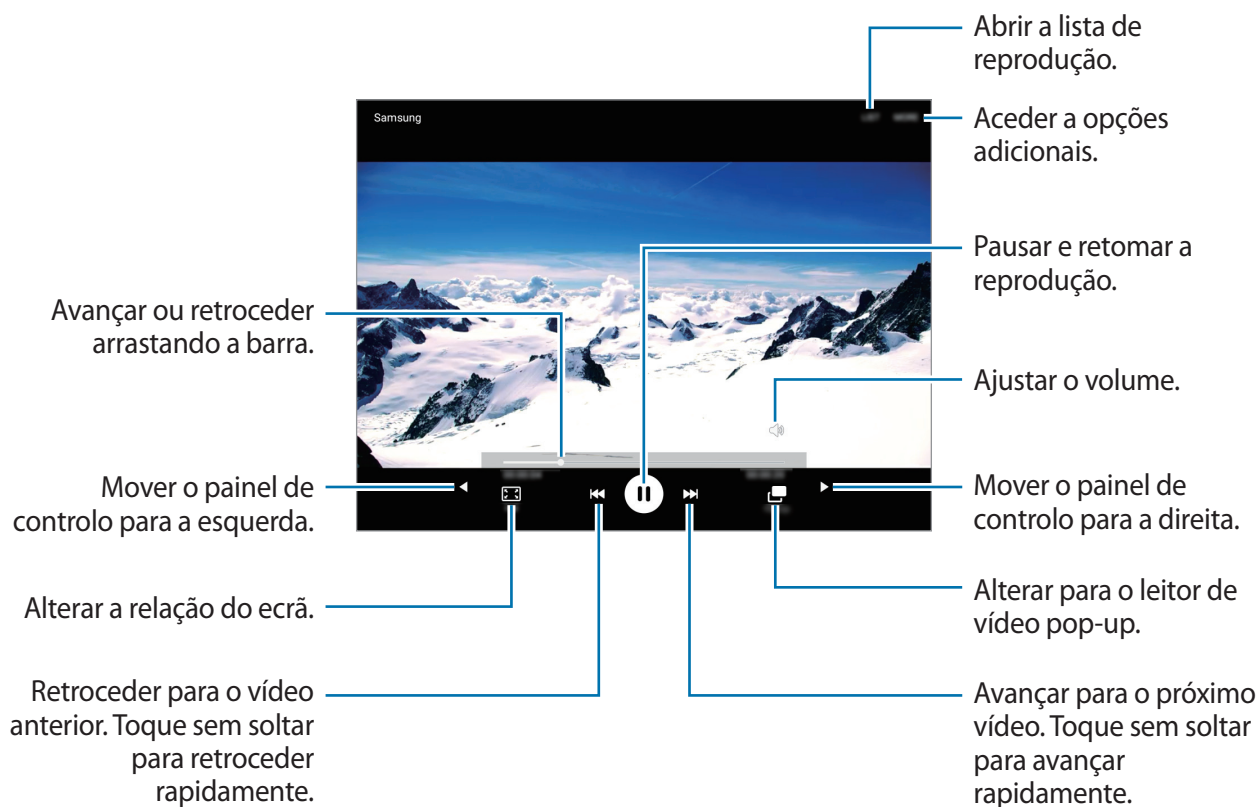 Abrir a lista de
reprodução.
Samsung
Aceder a opções
adicionais.
Pausar e retomar a
reprodução.
Avançar ou retroceder
arrastando a barra.
Ajustar o volume.
Mover o painel de
controlo para a esquerda.
Mover o painel de
controlo para a direita.
Alterar a relação do ecrã.
Alterar para o leitor de
vídeo pop-up.
Retroceder para o vídeo
anterior. Toque sem soltar
para retroceder
rapidamente.
Avançar para o próximo
vídeo. Toque sem soltar
para avançar
rapidamente.